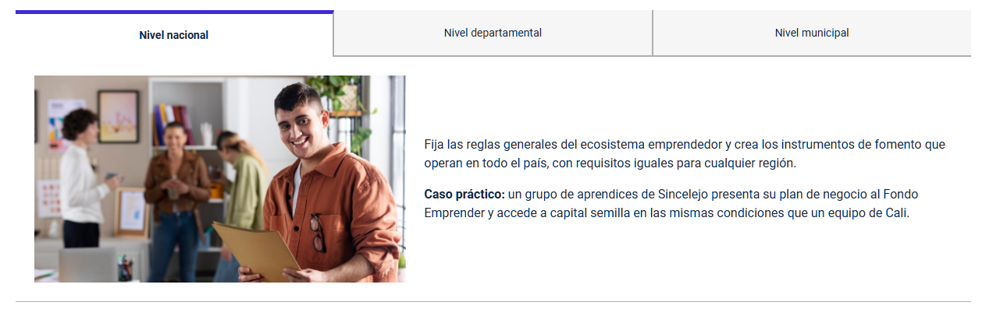 Nivel nacional
Nivel departamental
Nivel municipal
Fija las reglas generales del ecosistema emprendedor y crea los instrumentos de fomento que
operan en todo el país, con requisitos iguales para cualquier región.
Caso práctico: un grupo de aprendices de Sincelejo presenta su plan de negocio al Fondo
Emprender y accede a capital semilla en las mismas condiciones que un equipo de Cali.